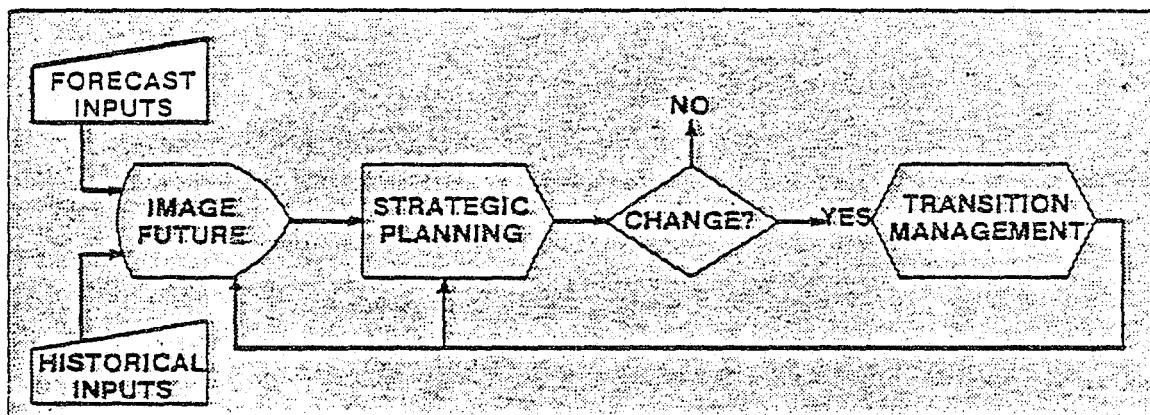 FORECAST
INPUTS
NO
IMAGE
FUTURE
STRATEGIC
PLANNING
CHANGE?
YES
TRANSITION
MANAGEMENT
HISTORICAL
INPUTS